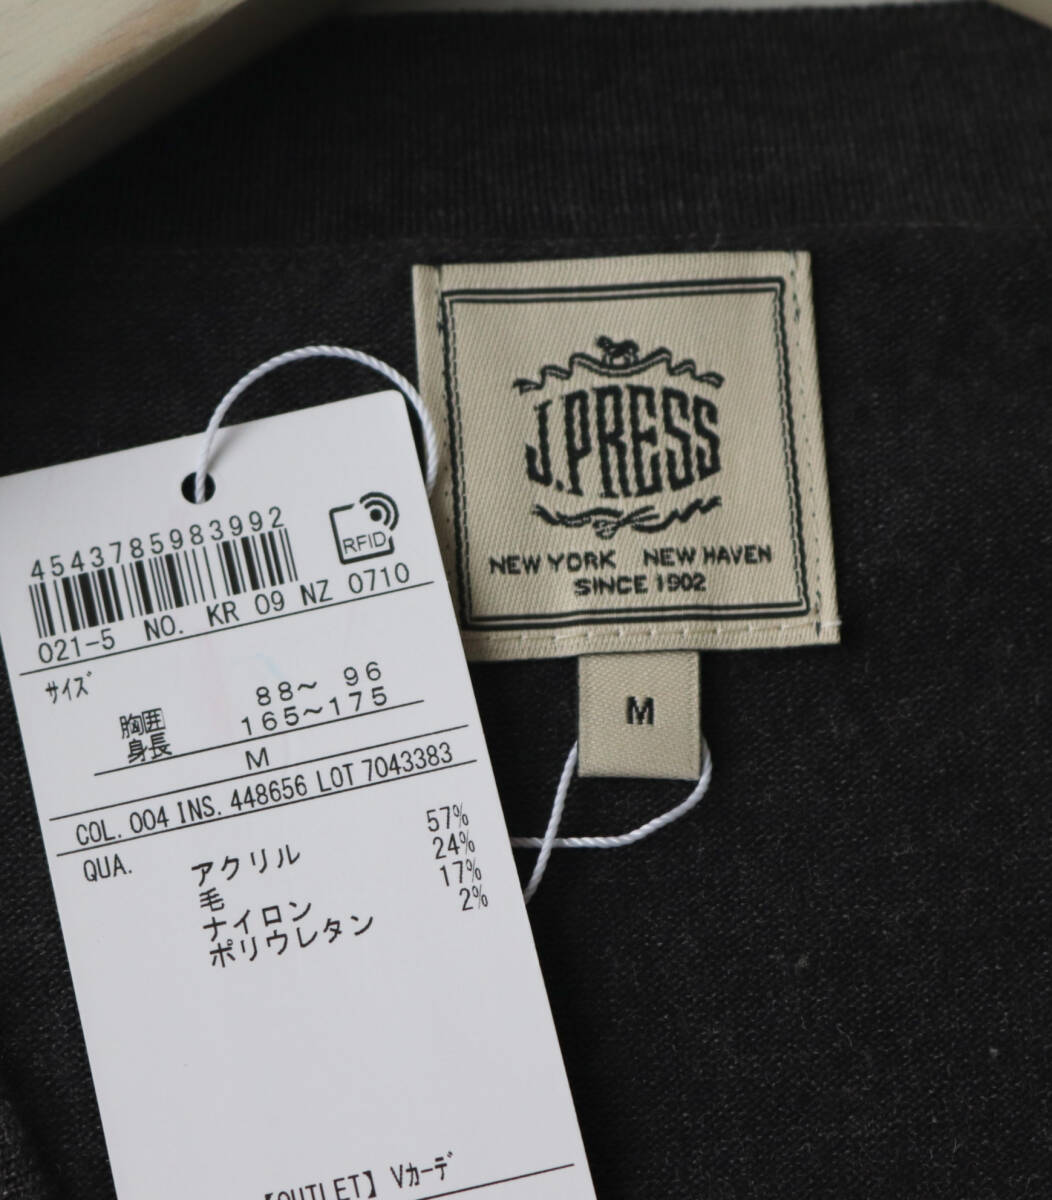 J.PRESS
NEW YORK NEW HAVEN
SINCE 1902
M
4543785983992
RFID
021-5 NO. KR 09 NZ 0710
サイズ
胸囲 88～ 96
身長 165～175
M
COL. 004 INS. 448656 LOT 7043383
QUA. アクリル 57%
毛 24%
ナイロン 17%
ポリウレタン 2%
【OUTLET】Vカーデ